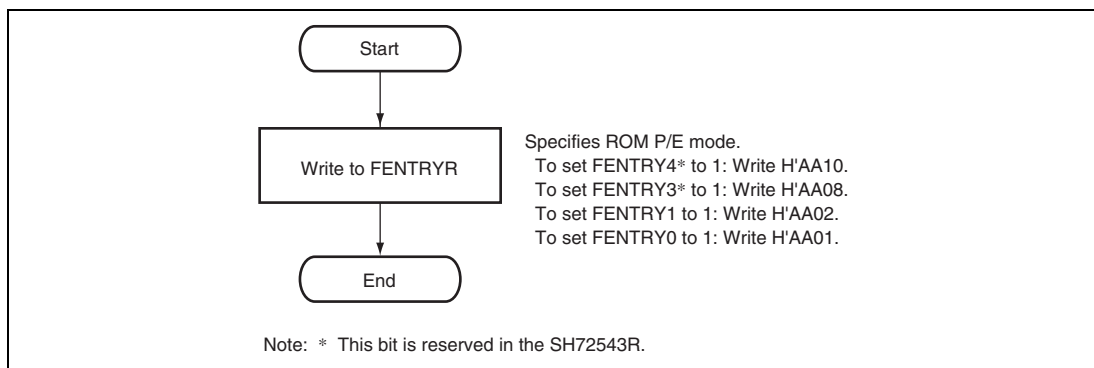 Start
Write to FENTRYR
Specifies ROM P/E mode.
To set FENTRY4* to 1: Write H'AA10.
To set FENTRY3* to 1: Write H'AA08.
To set FENTRY1 to 1: Write H'AA02.
To set FENTRY0 to 1: Write H'AA01.
End
Note: * This bit is reserved in the SH72543R.